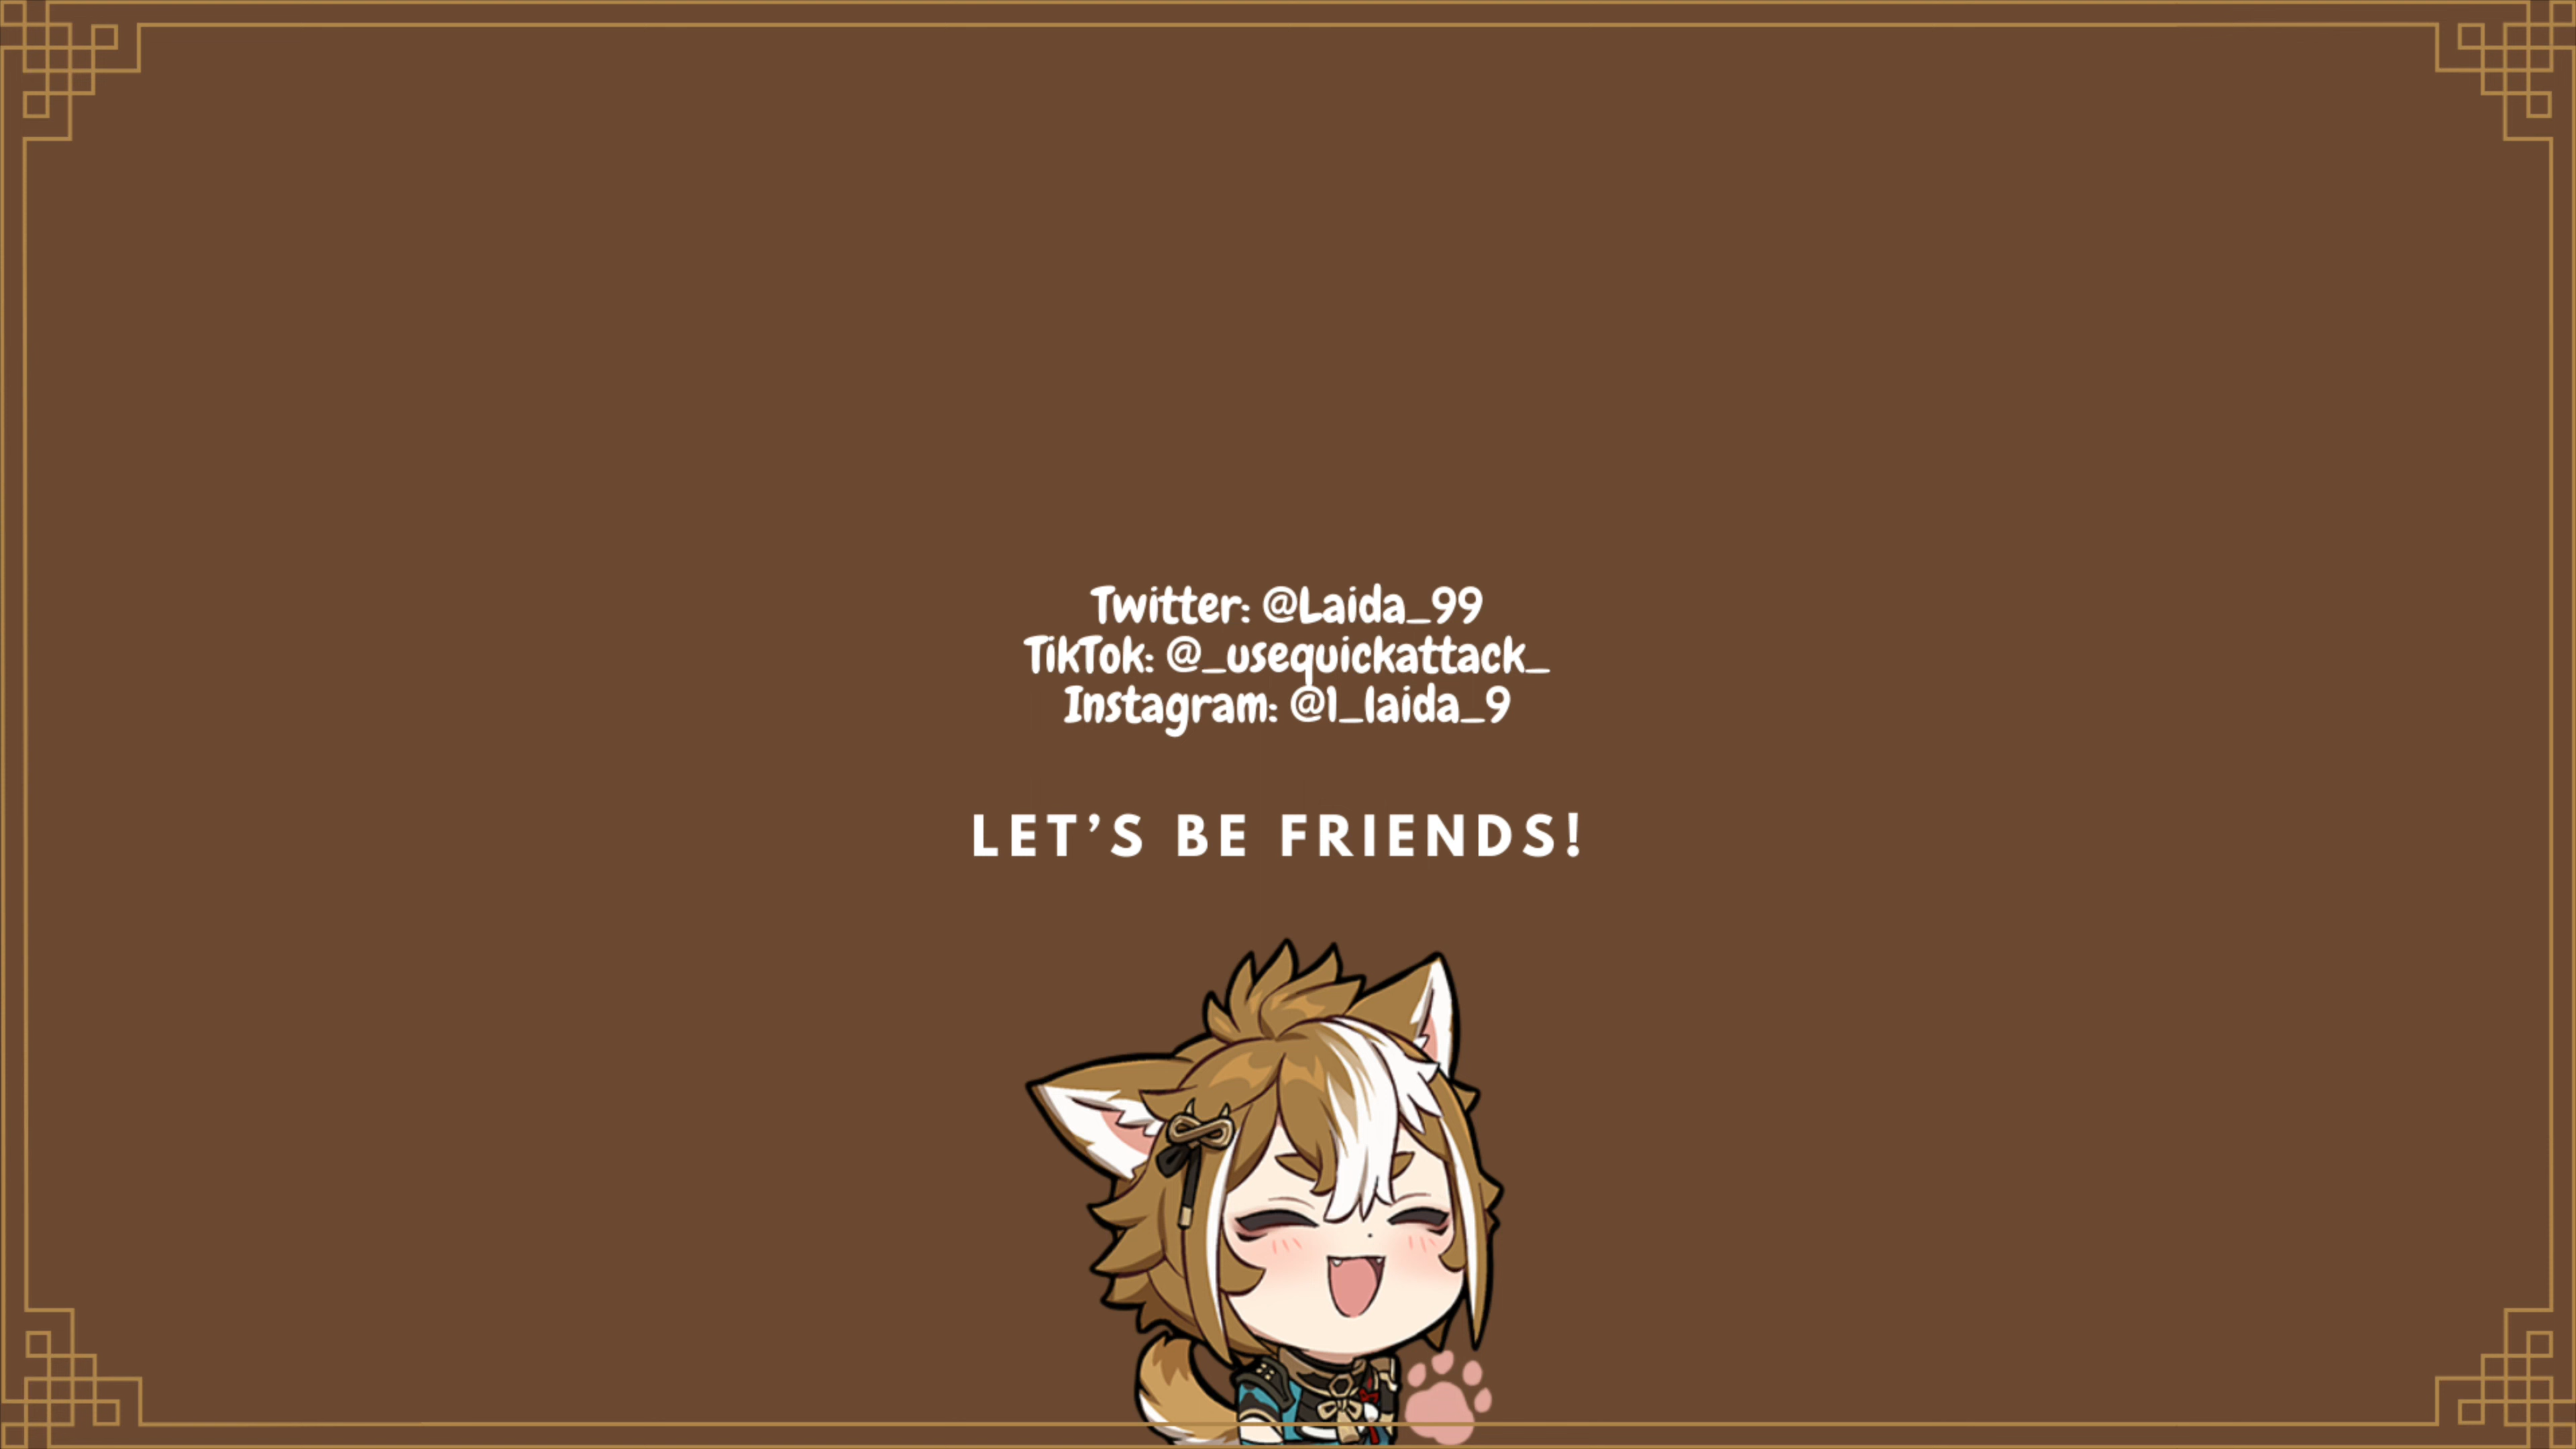 Twitter: @Laida_99
TikTok: @_usequickattack_
Instagram: @l_laida_9
LET’S BE FRIENDS!